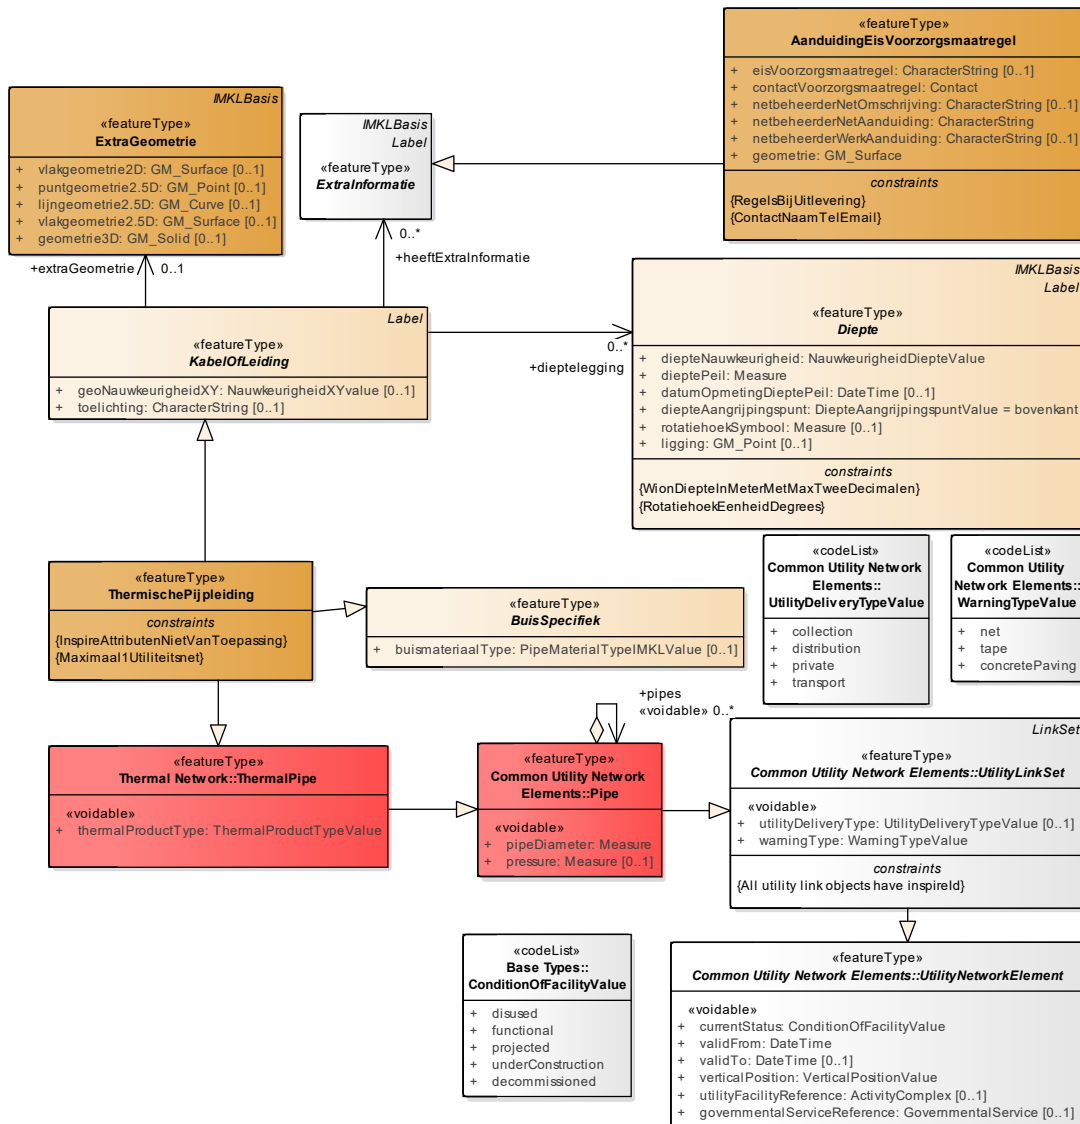 «featureType»
AanduidingEisVoorzorgsmaatregel
+ eisVoorzorgsmaatregel: CharacterString [0..1]
+ contactVoorzorgsmaatregel: Contact
+ netbeheerderNetOmschrijving: CharacterString [0..1]
+ netbeheerderNetAanduiding: CharacterString
+ netbeheerderWerkAanduiding: CharacterString [0..1]
+ geometrie: GM_Surface
constraints
{RegelsBijUitlevering}
{ContactNaamTelEmail}
IMKLBasis
«featureType»
ExtraGeometrie
+ vlakgeometrie2D: GM_Surface [0..1]
+ puntgeometrie2.5D: GM_Point [0..1]
+ lijngeometrie2.5D: GM_Curve [0..1]
+ vlakgeometrie2.5D: GM_Surface [0..1]
+ geometrie3D: GM_Solid [0..1]
IMKLBasis
Label
«featureType»
ExtraInformatie
+extraGeometrie 0..1
0..*
+heeftExtraInformatie
Label
«featureType»
KabelOfLeiding
+ geoNauwkeurigheidXY: NauwkeurigheidXYvalue [0..1]
+ toelichting: CharacterString [0..1]
0..*
+dieptelegging
IMKLBasis
Label
«featureType»
Diepte
+ diepteNauwkeurigheid: NauwkeurigheidDiepteValue
+ dieptePeil: Measure
+ datumOpmetingDieptePeil: DateTime [0..1]
+ diepteAangrijpingspunt: DiepteAangrijpingspuntValue = bovenkant
+ rotatiehoekSymbool: Measure [0..1]
+ ligging: GM_Point [0..1]
constraints
{WionDiepteInMeterMetMaxTweeDecimalen}
{RotatiehoekEenheidDegrees}
«codeList»
Common Utility Network
Elements::
UtilityDeliveryTypeValue
+ collection
+ distribution
+ private
+ transport
«codeList»
Common Utility
Network Elements::
WarningTypeValue
+ net
+ tape
+ concretePaving
«featureType»
ThermischePijpleiding
constraints
{InspireAttributenNietVanToepassing}
{Maximaal1Utiliteitsnet}
«featureType»
BuisSpecifiek
+ buismateriaalType: PipeMaterialTypeIMKLValue [0..1]
+pipes
«voidable» 0..*
«featureType»
Thermal Network::ThermalPipe
«voidable»
+ thermalProductType: ThermalProductTypeValue
«featureType»
Common Utility Network
Elements::Pipe
«voidable»
+ pipeDiameter: Measure
+ pressure: Measure [0..1]
LinkSet
«featureType»
Common Utility Network Elements::UtilityLinkSet
«voidable»
+ utilityDeliveryType: UtilityDeliveryTypeValue [0..1]
+ warningType: WarningTypeValue
constraints
{All utility link objects have inspireId}
«codeList»
Base Types::
ConditionOfFacilityValue
+ disused
+ functional
+ projected
+ underConstruction
+ decommissioned
«featureType»
Common Utility Network Elements::UtilityNetworkElement
«voidable»
+ currentStatus: ConditionOfFacilityValue
+ validFrom: DateTime
+ validTo: DateTime [0..1]
+ verticalPosition: VerticalPositionValue
+ utilityFacilityReference: ActivityComplex [0..1]
+ governmentalServiceReference: GovernmentalService [0..1]